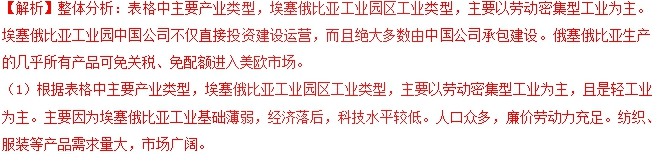 【解析】整体分析：表格中主要产业类型，埃塞俄比亚工业园区工业类型，主要以劳动密集型工业为主。
埃塞俄比亚工业园中国公司不仅直接投资建设运营，而且绝大多数由中国公司承包建设。俄塞俄比亚生产
的几乎所有产品可免关税、免配额进入美欧市场。
（1）根据表格中主要产业类型，埃塞俄比亚工业园区工业类型，主要以劳动密集型工业为主，且是轻工业
为主。主要因为埃塞俄比亚工业基础薄弱，经济落后，科技水平较低。人口众多，廉价劳动力充足。纺织、
服装等产品需求量大，市场广阔。